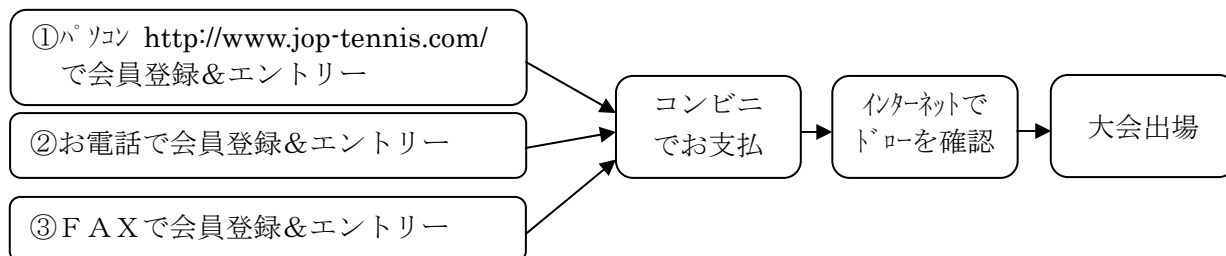 ①パソコン http://www.jop-tennis.com/
で会員登録＆エントリー
②お電話で会員登録＆エントリー
③ＦＡＸで会員登録＆エントリー
コンビニ
でお支払
インターネットで
ドローを確認
大会出場